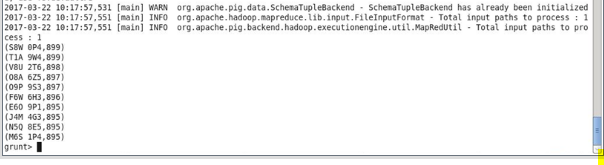 2017-03-22 10:17:57,531 [main] WARN  org.apache.pig.data.SchemaTupleBackend - SchemaTupleBackend has already been initialized
2017-03-22 10:17:57,551 [main] INFO  org.apache.hadoop.mapreduce.lib.input.FileInputFormat - Total input paths to process : 1
2017-03-22 10:17:57,551 [main] INFO  org.apache.pig.backend.hadoop.executionengine.util.MapRedUtil - Total input paths to pro
cess : 1
(S8W 0P4,899)
(T1A 9W4,899)
(V8U 2T6,898)
(O8A 6Z5,897)
(O9P 9S3,897)
(F6W 6H3,896)
(E6O 9P1,895)
(J4M 4G3,895)
(N5Q 8E5,895)
(M6S 1P4,895)
grunt>